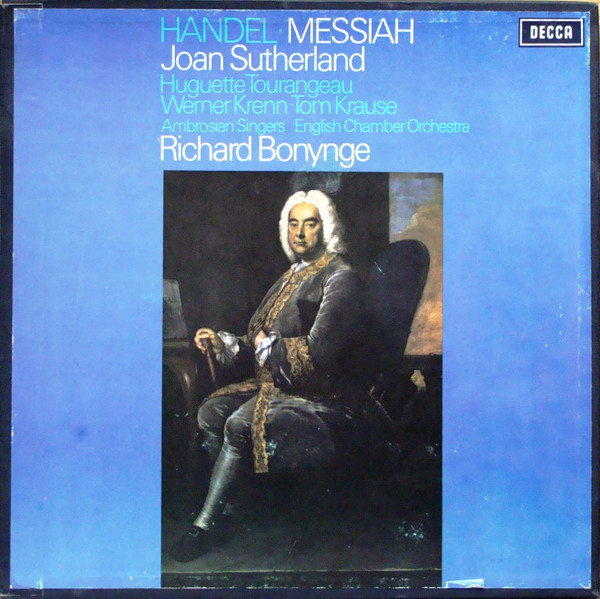 HANDEL · MESSIAH
DECCA
Joan Sutherland
Huguette Tourangeau
Werner Krenn · Tom Krause
Ambrosian Singers English Chamber Orchestra
Richard Bonynge